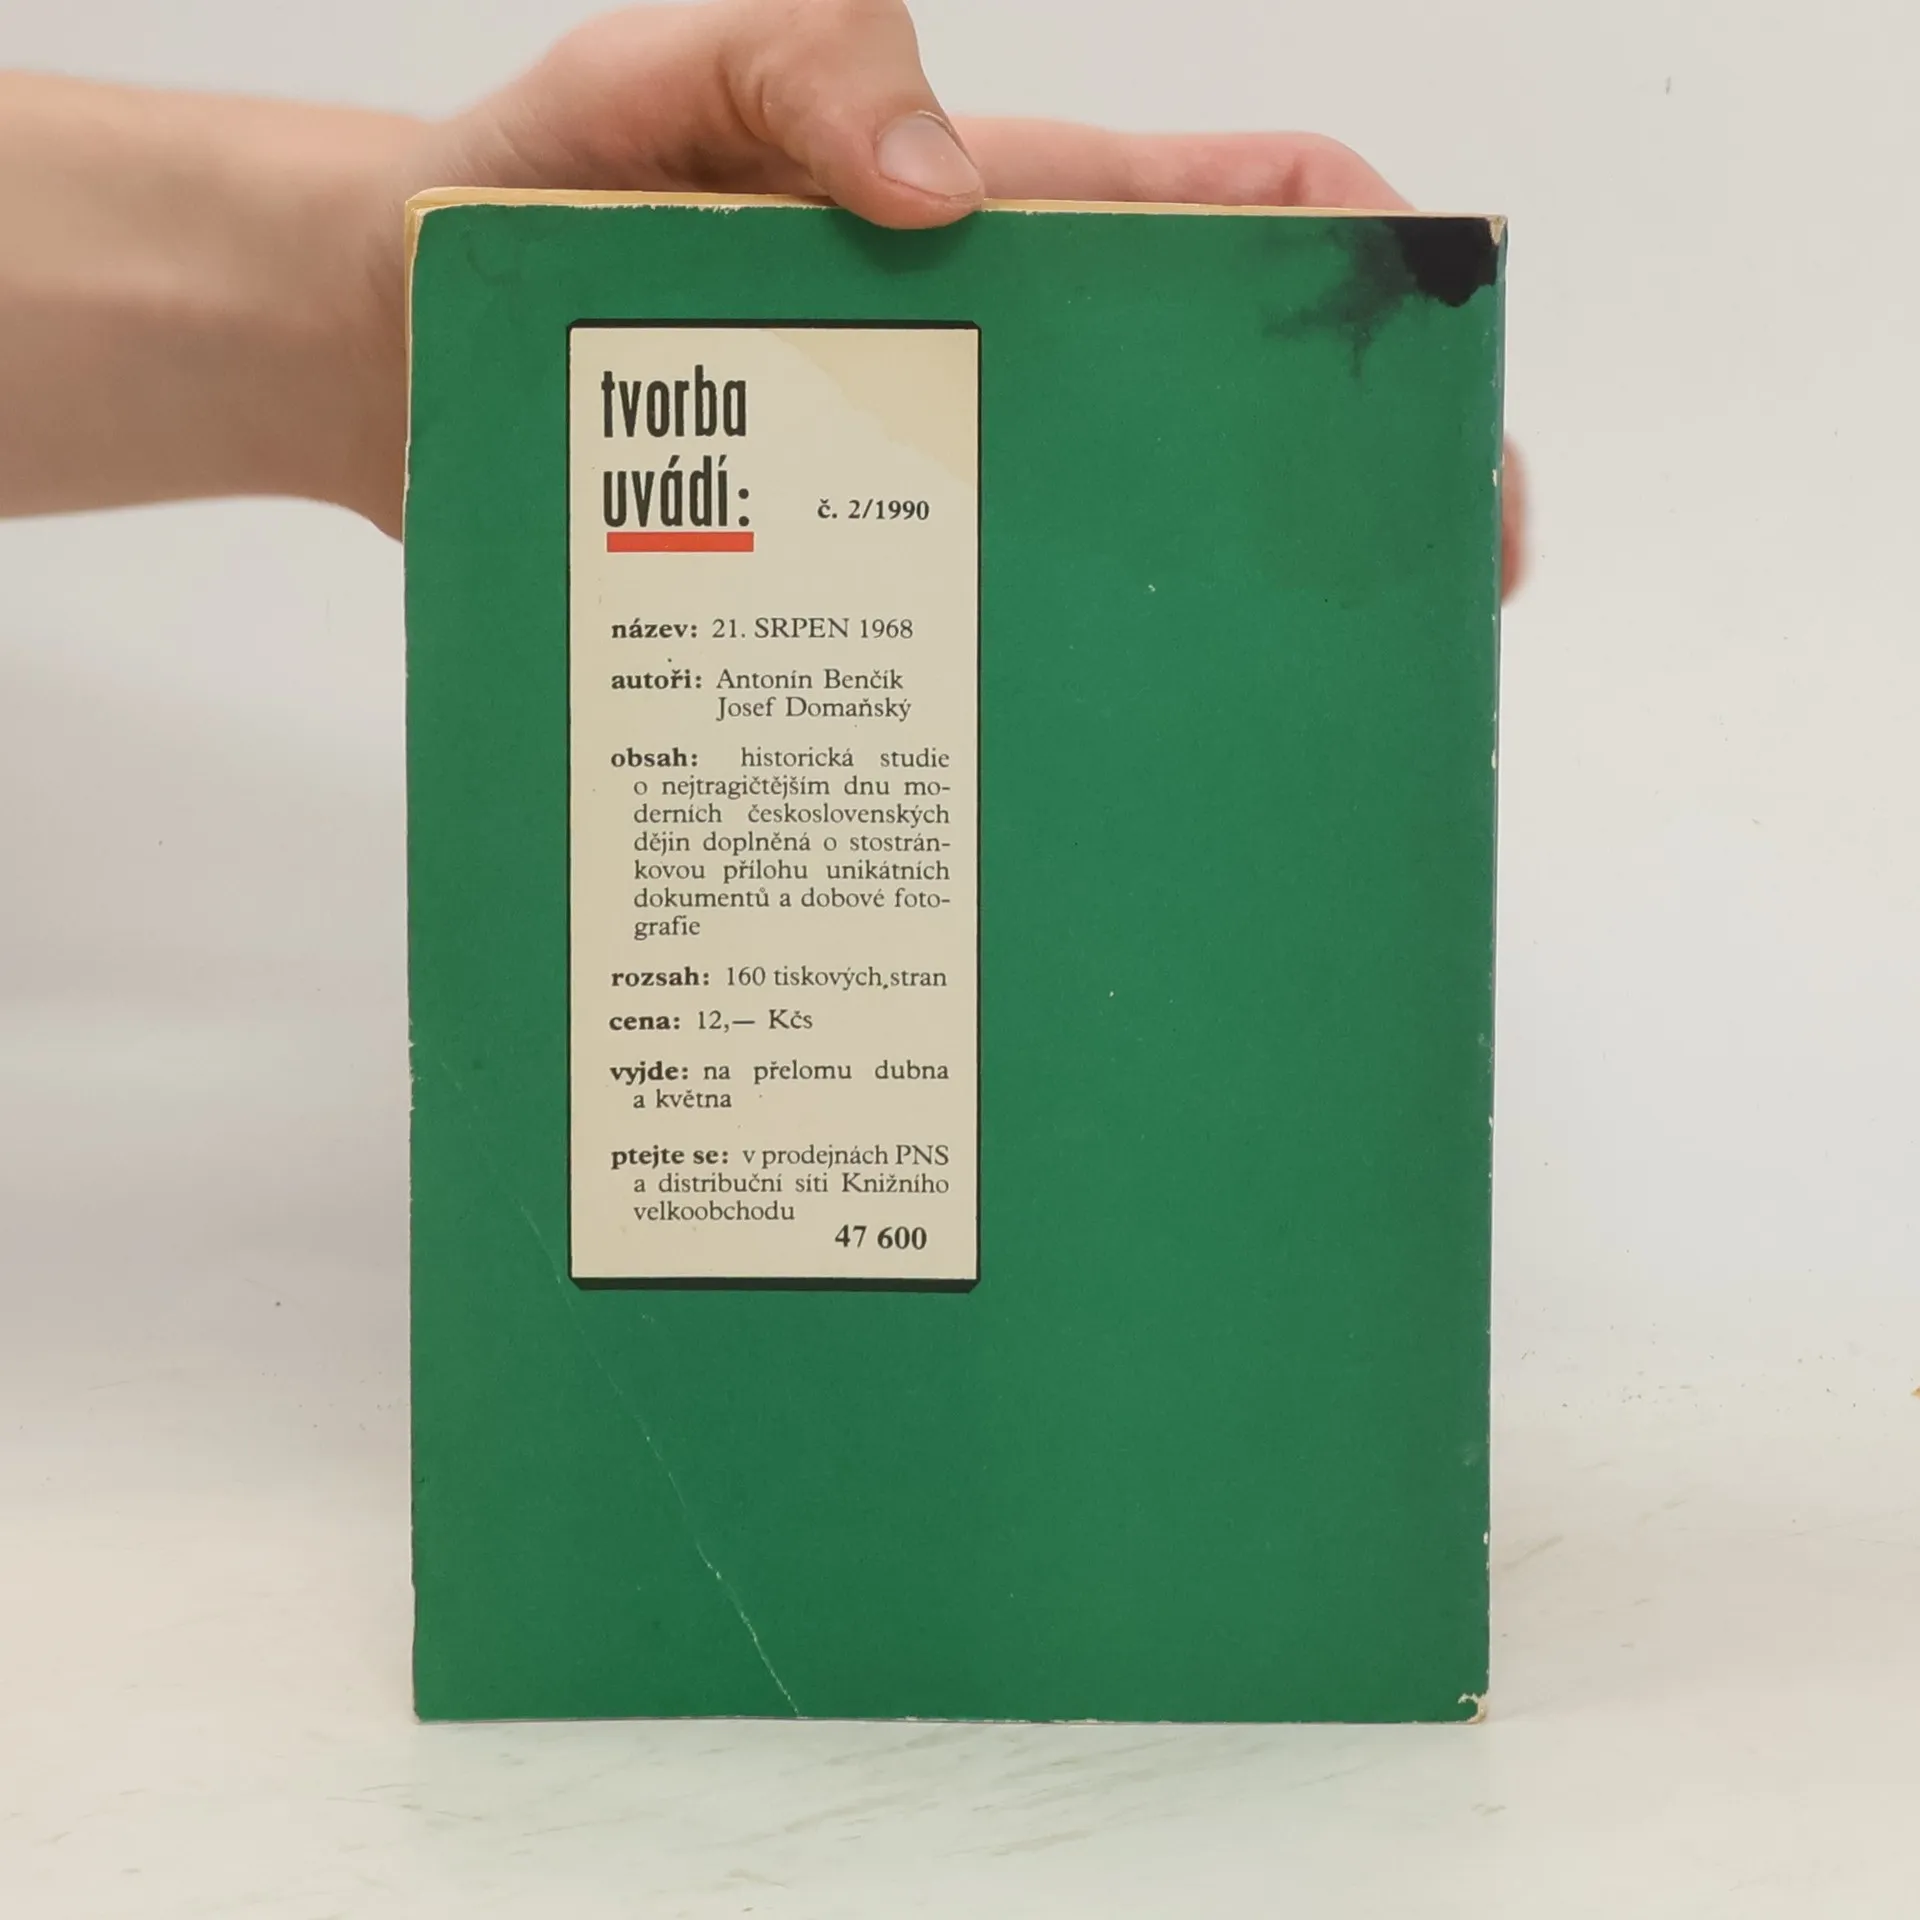 tvorba
uvádí:
č. 2/1990
název: 21. SRPEN 1968
autoři: Antonín Benčík
Josef Domaňský
obsah: historická studie
o nejtragičtějším dnu mo-
derních československých
dějin doplněná o stostrán-
kovou přílohu unikátních
dokumentů a dobové foto-
grafie
rozsah: 160 tiskových stran
cena: 12,— Kčs
vyjde: na přelomu dubna
a května
ptejte se: v prodejnách PNS
a distribuční síti Knižního
velkoobchodu
47 600